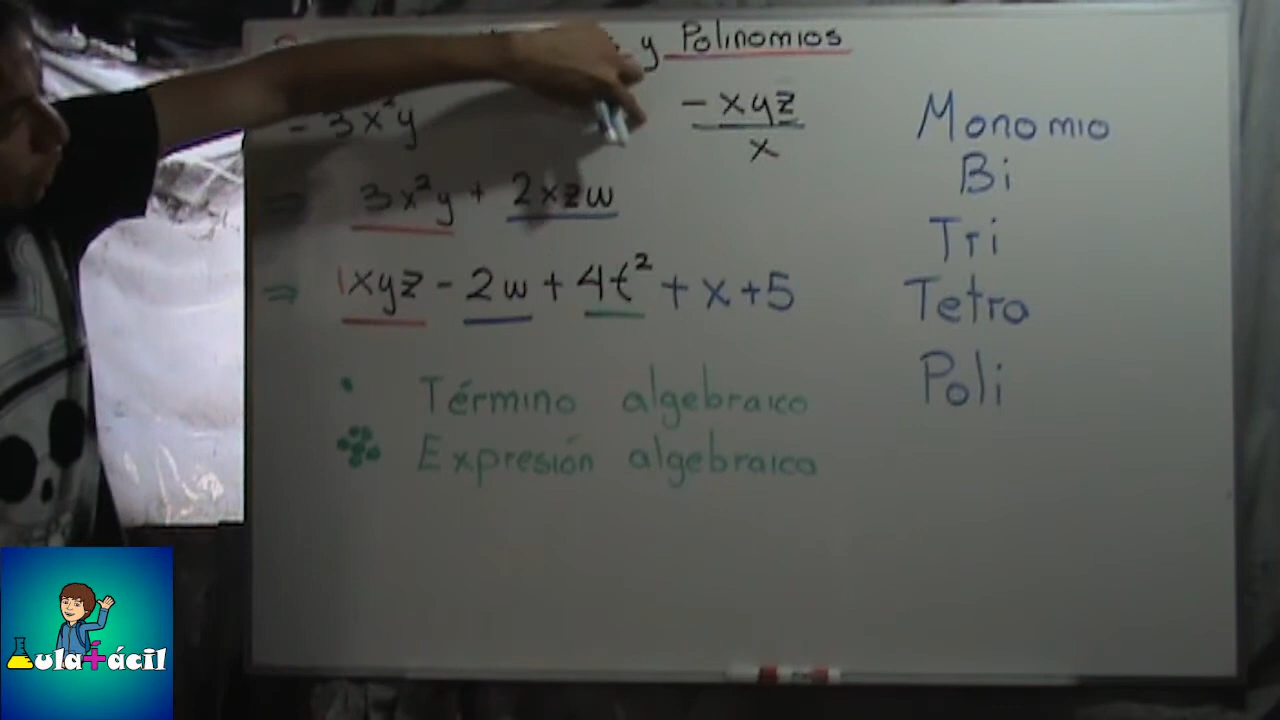 y Polinomios
- 3x²y
- xyz
x
Monomio
⇒ 3x²y + 2xzw
Bi
Tri
⇒ 1xyz - 2w + 4t² + x + 5
Tetra
Poli
• Término algebraico
Expresión algebraica
Aula+ácil